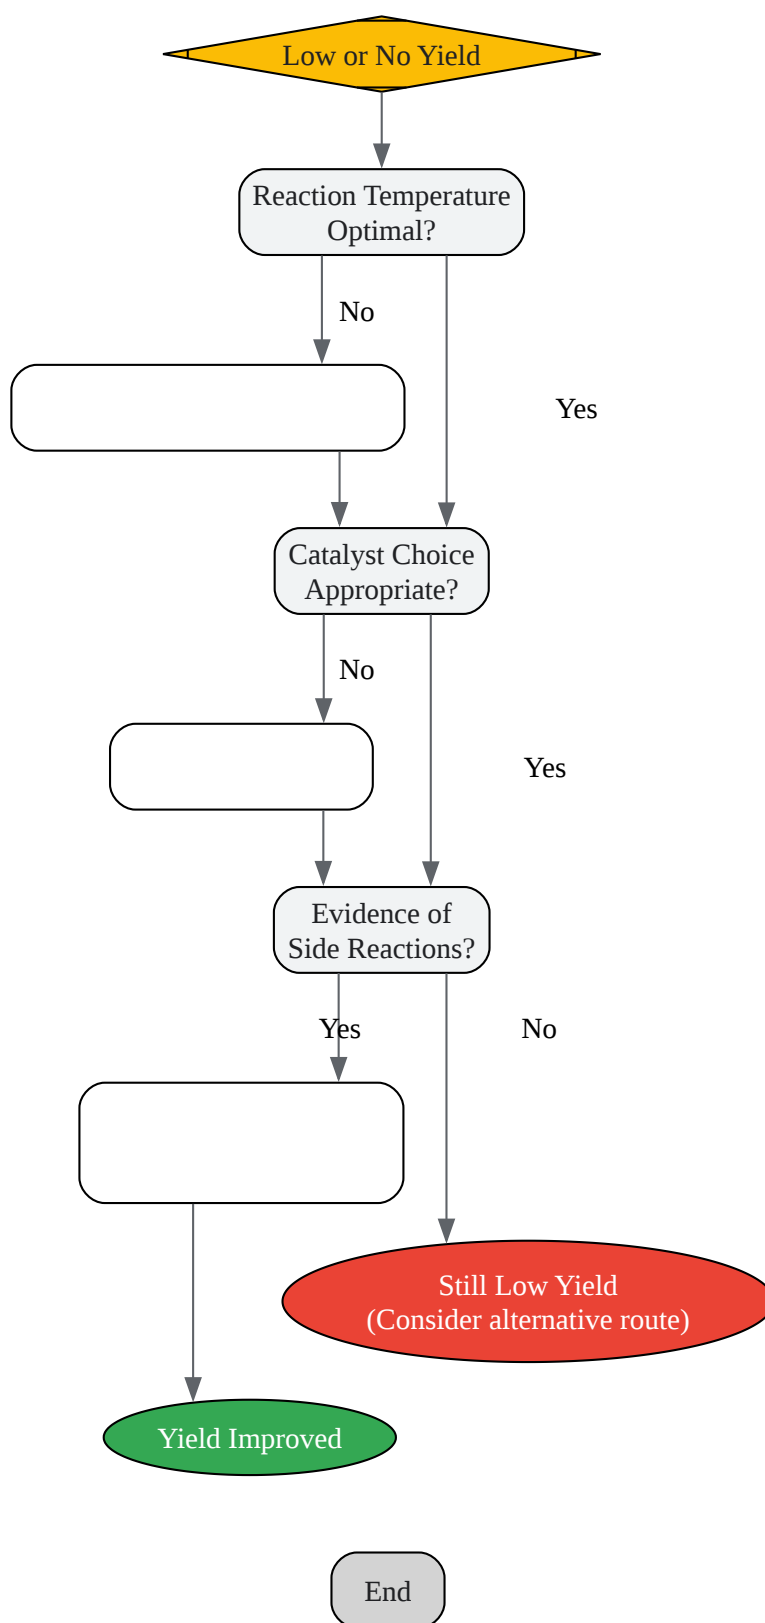 Low or No Yield
Reaction Temperature
Optimal?
No
Yes
Catalyst Choice
Appropriate?
No
Yes
Evidence of
Side Reactions?
Yes
No
Still Low Yield
(Consider alternative route)
Yield Improved
End